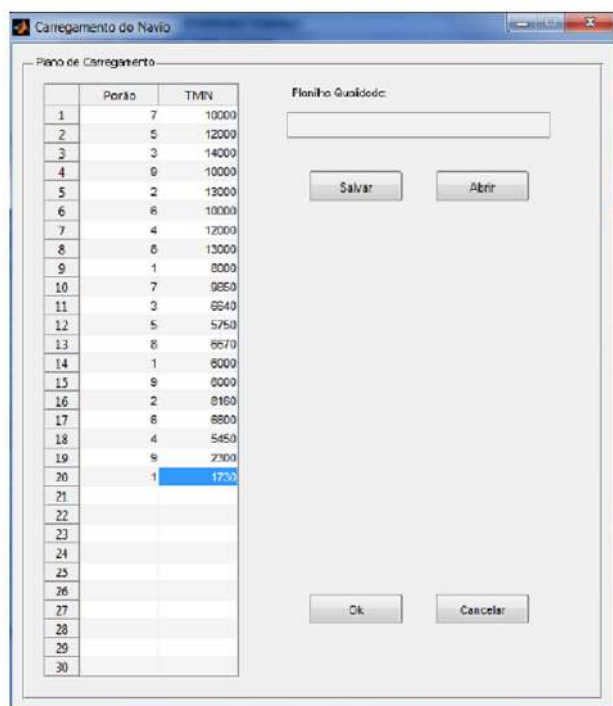 Carregamento do Navio
Plano de Carregamento
Porão TMN
1 7 10000
2 5 12000
3 3 14000
4 9 10000
5 2 13000
6 6 10000
7 4 12000
8 8 13000
9 1 8000
10 7 9850
11 3 6640
12 5 5750
13 8 6670
14 1 6000
15 9 6000
16 2 8160
17 6 6800
18 4 5450
19 9 2300
20 1 1730
21
22
23
24
25
26
27
28
29
30
Planilha Qualidade:
Salvar Abrir
Ok Cancelar